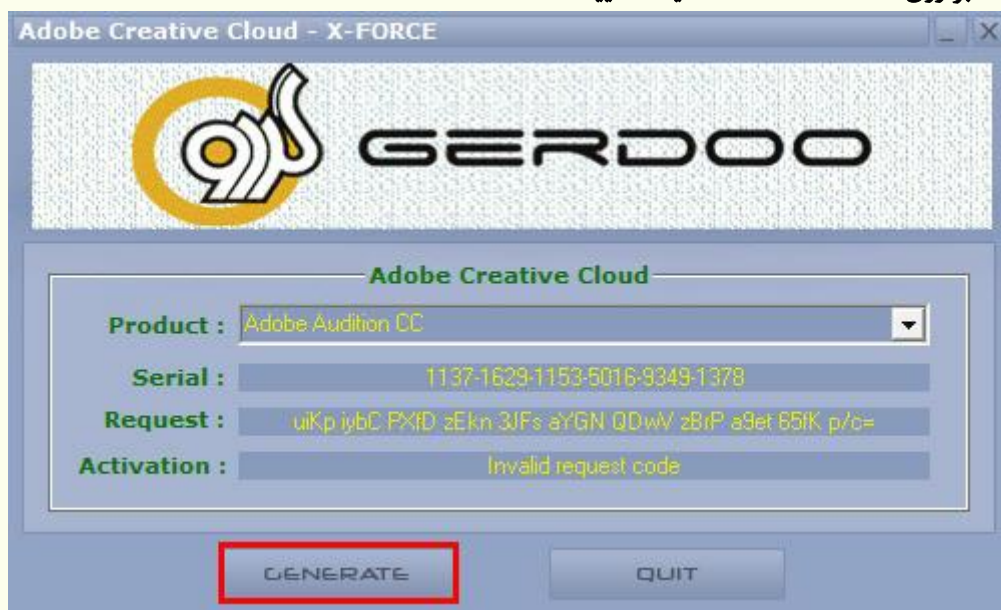 Adobe Creative Cloud - X-FORCE
گردو GERDOO
Adobe Creative Cloud
Product : Adobe Audition CC
Serial : 1137-1629-1153-5016-9349-1378
Request : uiKp iybC PXfD zEkn 3JFs aYGN QDwV zBrP a9et 65fK p/c=
Activation : Invalid request code
GENERATE QUIT